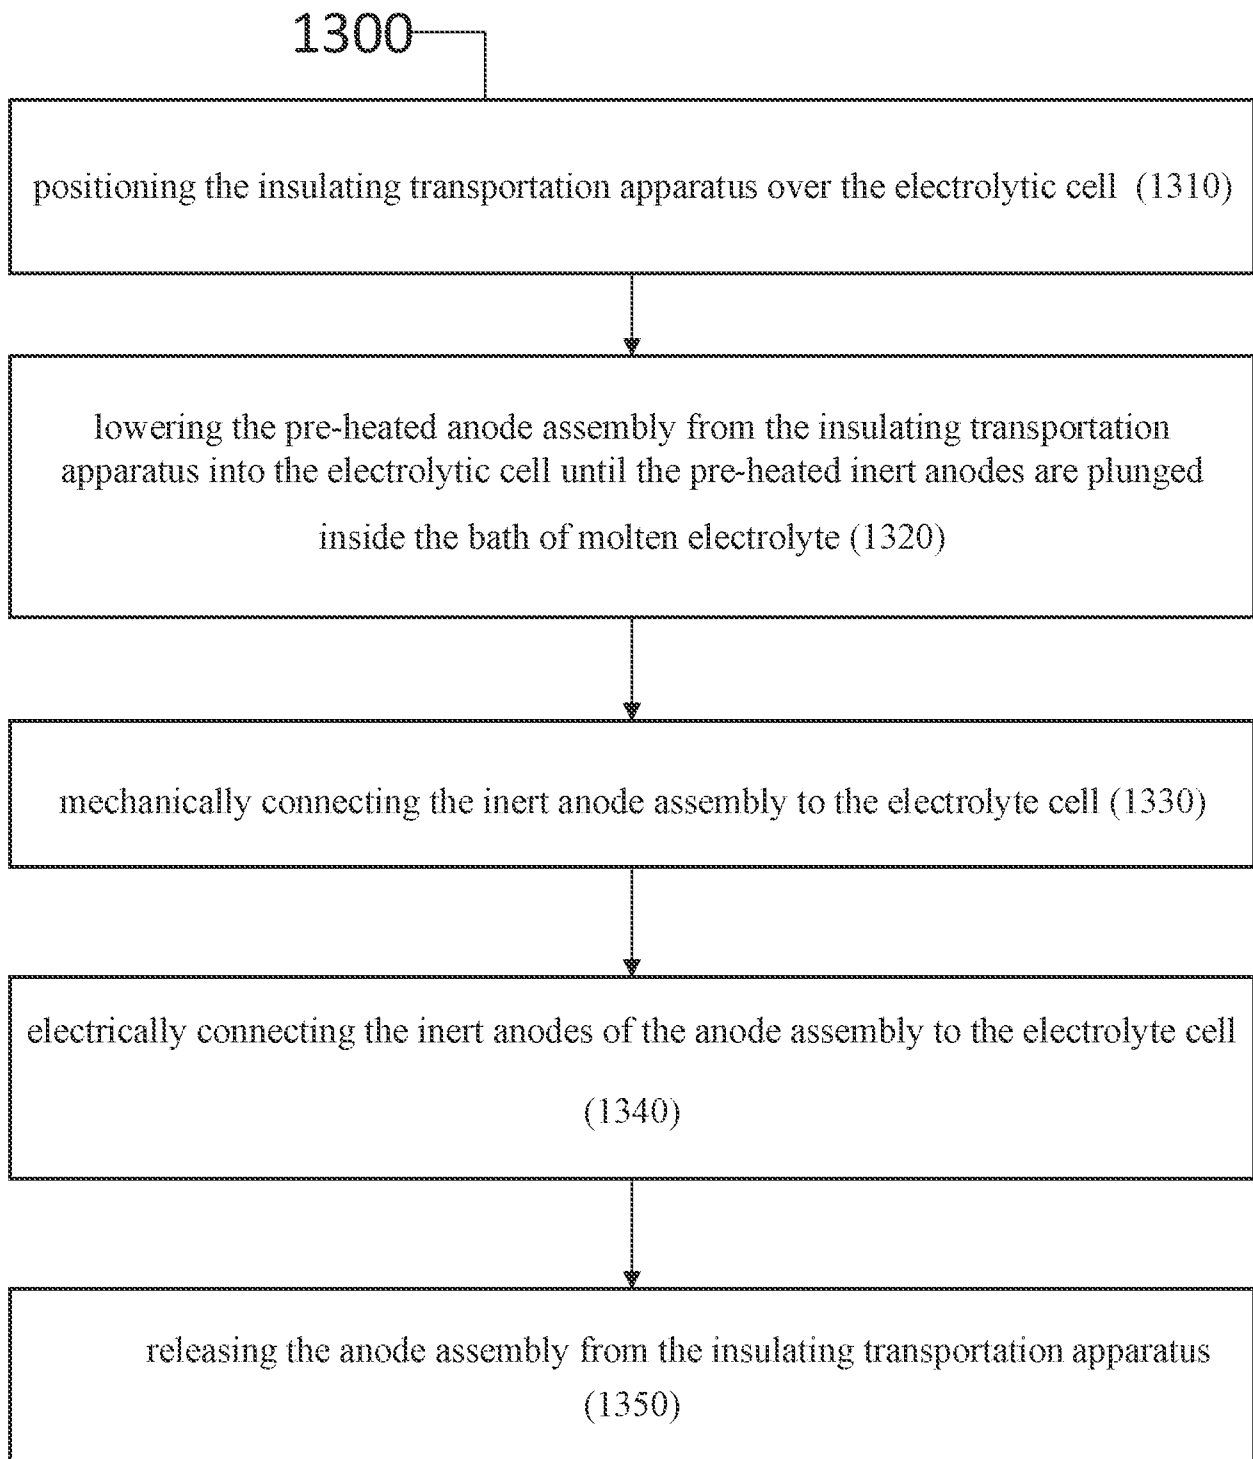 1300
positioning the insulating transportation apparatus over the electrolytic cell (1310)
lowering the pre-heated anode assembly from the insulating transportation
apparatus into the electrolytic cell until the pre-heated inert anodes are plunged
inside the bath of molten electrolyte (1320)
mechanically connecting the inert anode assembly to the electrolyte cell (1330)
electrically connecting the inert anodes of the anode assembly to the electrolyte cell
(1340)
releasing the anode assembly from the insulating transportation apparatus
(1350)